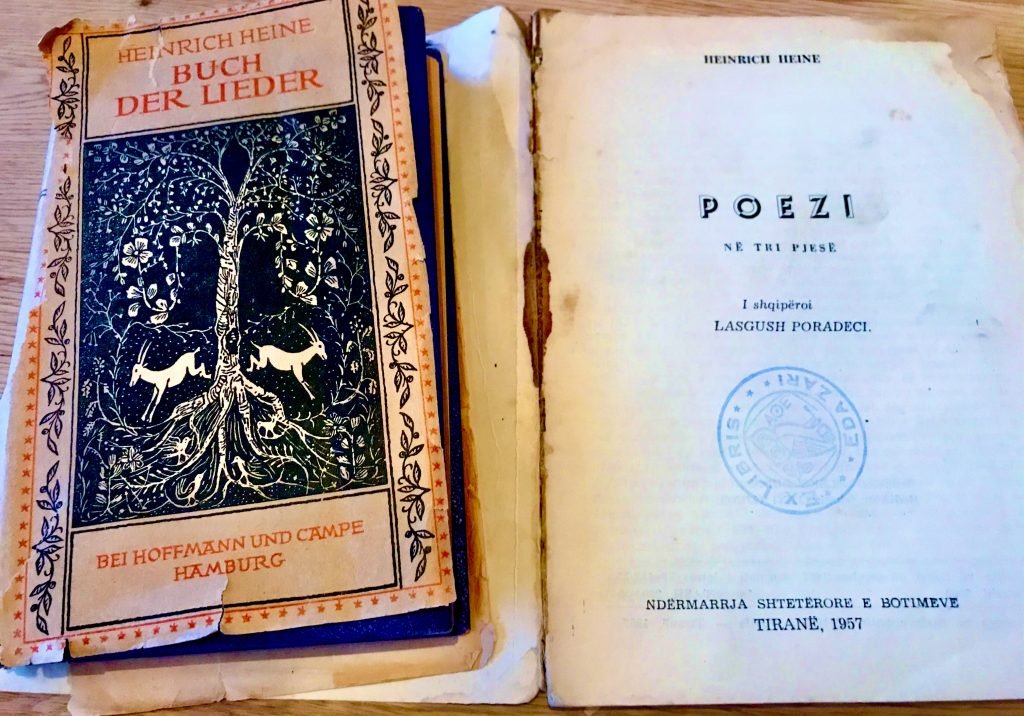 HEINRICH HEINE
BUCH
DER LIEDER
BEI HOFFMANN UND CAMPE
HAMBURG
HEINRICH HEINE
POEZI
NË TRI PJESË
I shqipëroi
LASGUSH PORADECI.
EX LIBRIS
EDA ZARI
NDËRMARRJA SHTETËRORE E BOTIMEVE
TIRANË, 1957